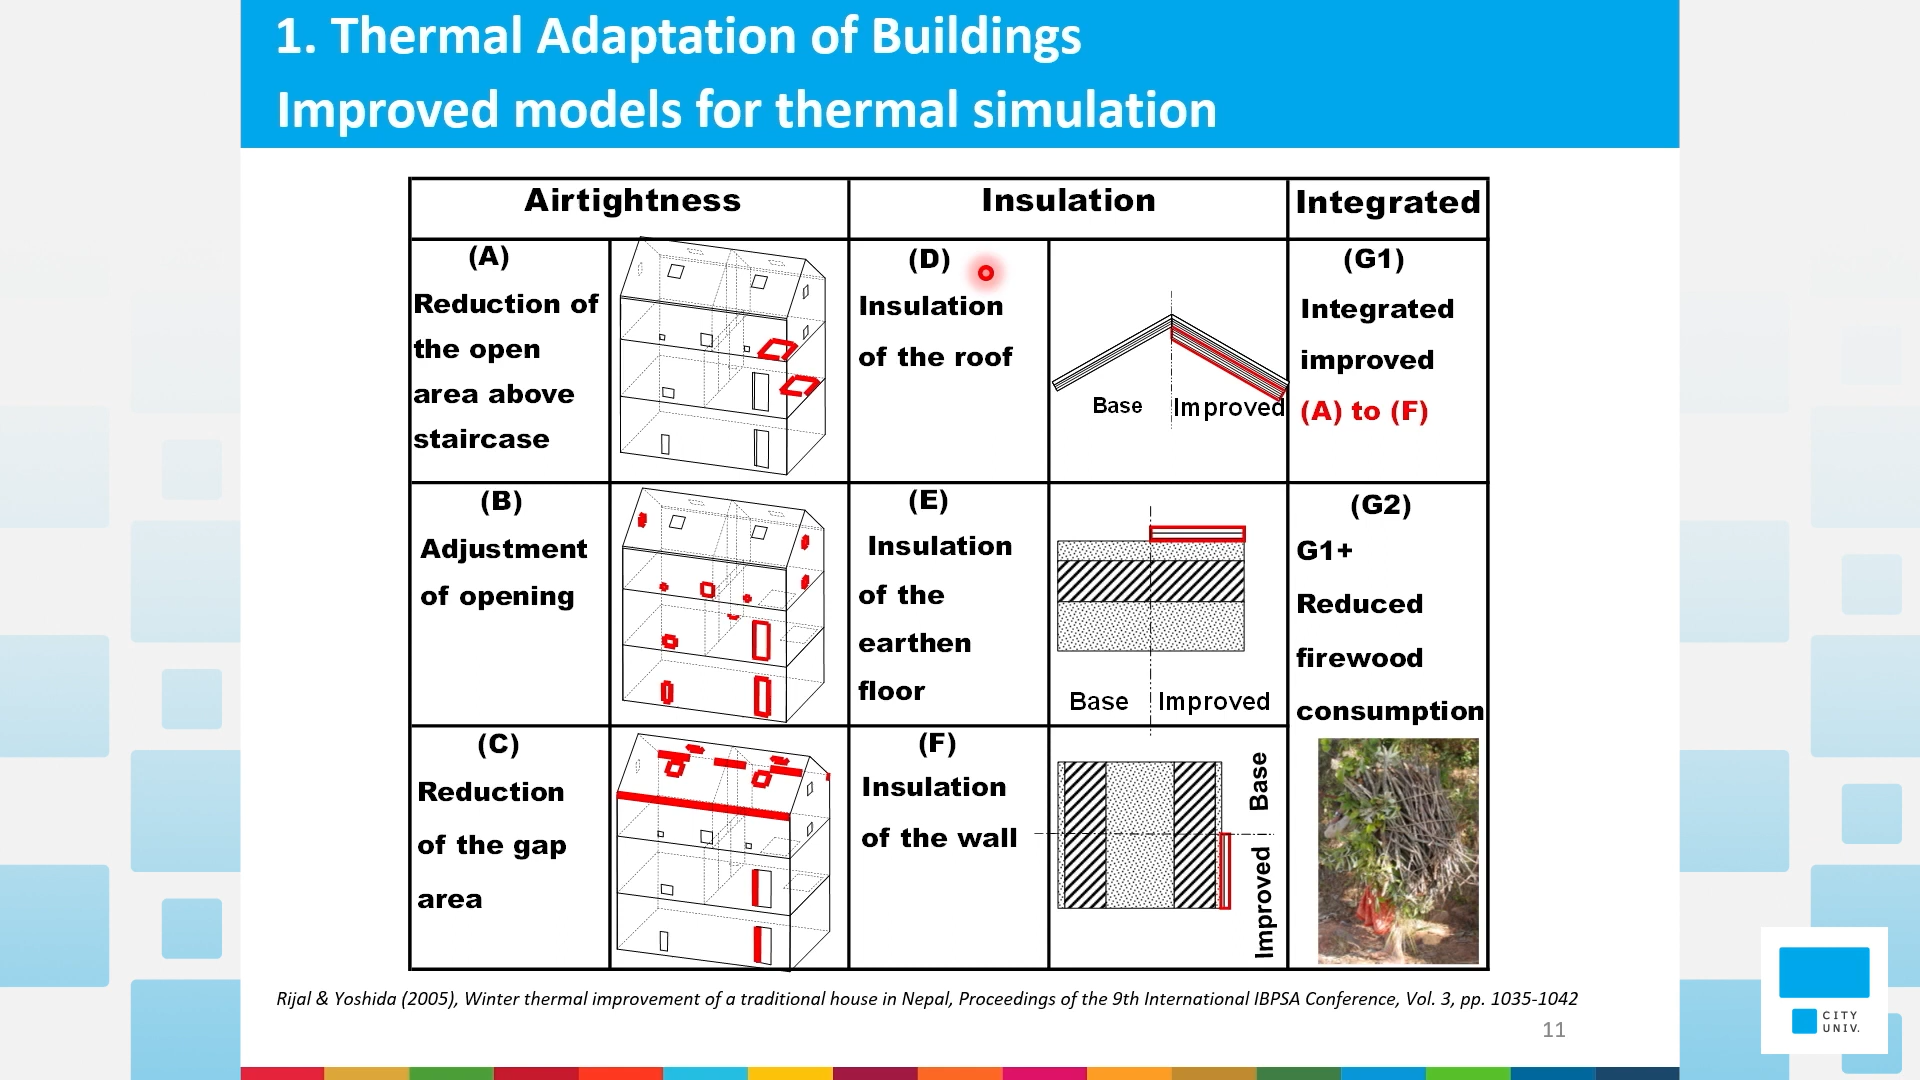 1. Thermal Adaptation of Buildings
Improved models for thermal simulation
Airtightness
Insulation
Integrated
(A)
Reduction of
the open
area above
staircase
(D)
Insulation
of the roof
Base
Improved
(G1)
Integrated
improved
(A) to (F)
(B)
Adjustment
of opening
(E)
Insulation
of the
earthen
floor
Base
Improved
(G2)
G1+
Reduced
firewood
consumption
(C)
Reduction
of the gap
area
(F)
Insulation
of the wall
Base
Improved
Rijal & Yoshida (2005), Winter thermal improvement of a traditional house in Nepal, Proceedings of the 9th International IBPSA Conference, Vol. 3, pp. 1035-1042
11
CITY
UNIV.